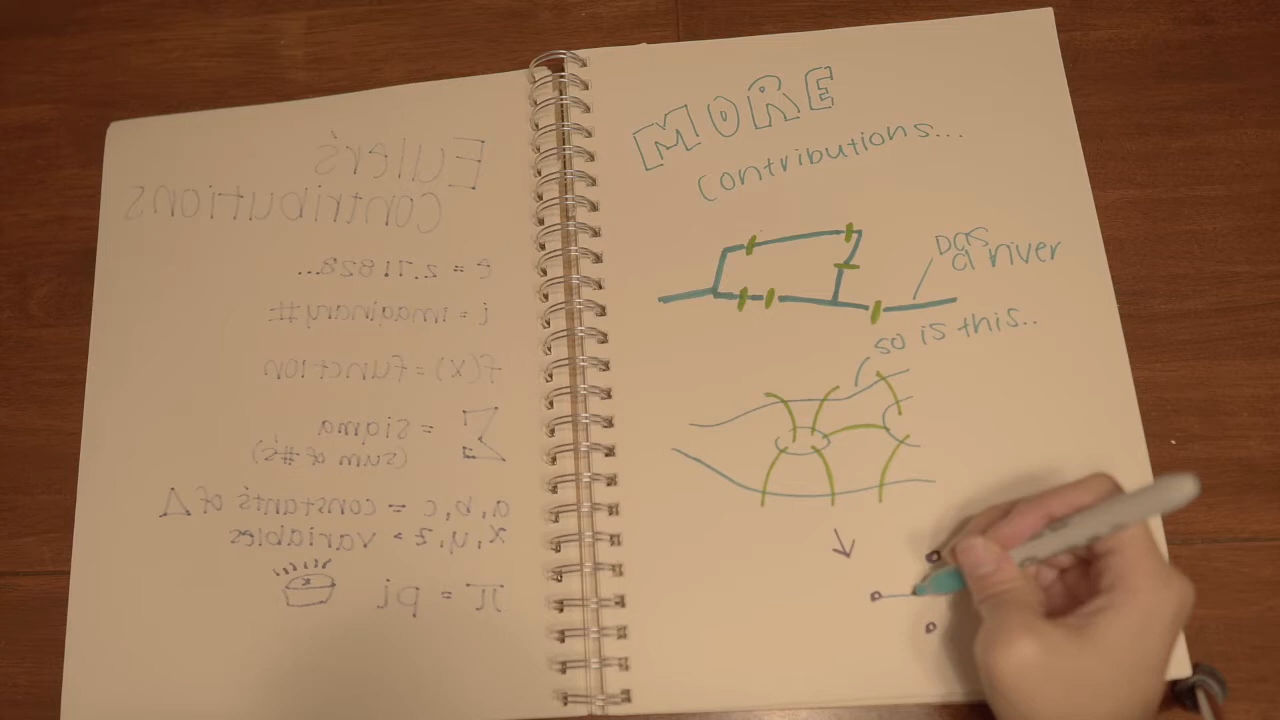 Euler's
contributions
e = 2.71828...
i = imaginary #
f(x) = function
Σ = sigma
(sum of #'s)
a, b, c = constants of Δ
x, y, z = variables
π = pi
MORE
contributions...
Das
a river
so is this..